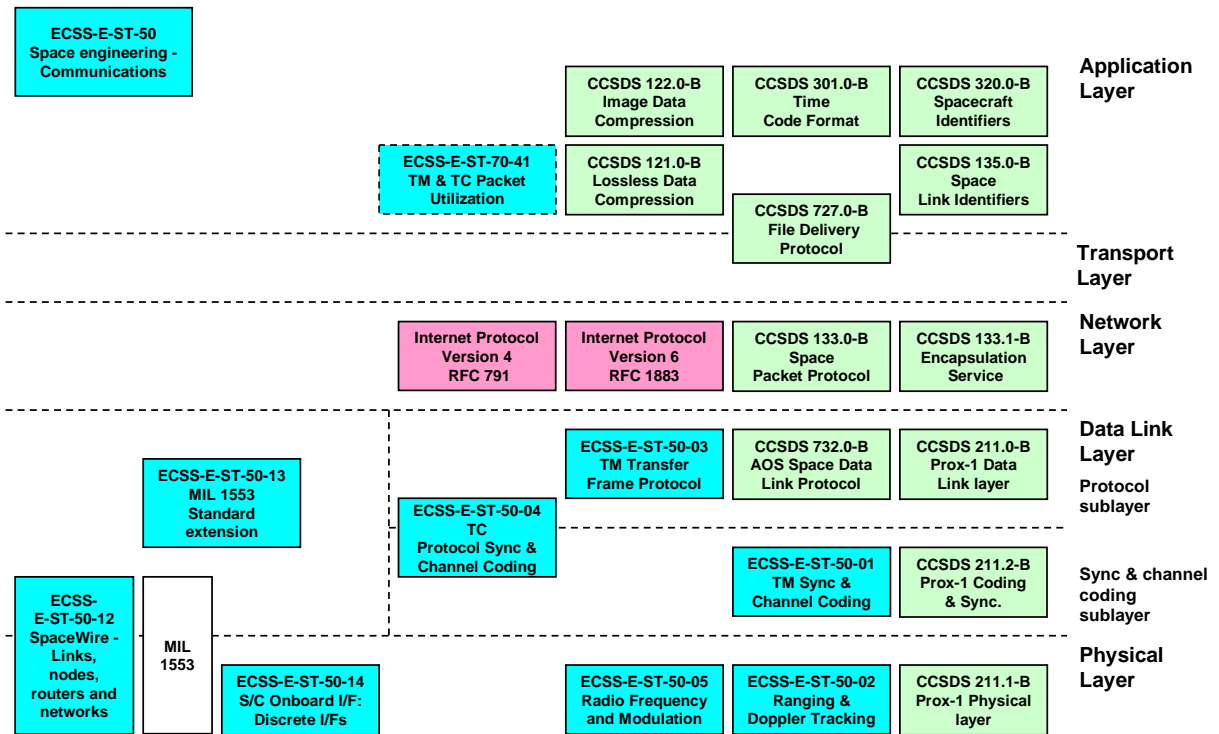 ECSS-E-ST-50
Space engineering -
Communications
Application
Layer
CCSDS 122.0-B
Image Data
Compression
CCSDS 301.0-B
Time
Code Format
CCSDS 320.0-B
Spacecraft
Identifiers
ECSS-E-ST-70-41
TM & TC Packet
Utilization
CCSDS 121.0-B
Lossless Data
Compression
CCSDS 727.0-B
File Delivery
Protocol
CCSDS 135.0-B
Space
Link Identifiers
Transport
Layer
Network
Layer
Internet Protocol
Version 4
RFC 791
Internet Protocol
Version 6
RFC 1883
CCSDS 133.0-B
Space
Packet Protocol
CCSDS 133.1-B
Encapsulation
Service
Data Link
Layer
Protocol
sublayer
ECSS-E-ST-50-13
MIL 1553
Standard
extension
ECSS-E-ST-50-04
TC
Protocol Sync &
Channel Coding
ECSS-E-ST-50-03
TM Transfer
Frame Protocol
CCSDS 732.0-B
AOS Space Data
Link Protocol
CCSDS 211.0-B
Prox-1 Data
Link layer
ECSS-E-ST-50-01
TM Sync &
Channel Coding
CCSDS 211.2-B
Prox-1 Coding
& Sync.
Sync & channel
coding
sublayer
ECSS-
E-ST-50-12
SpaceWire -
Links,
nodes,
routers and
networks
MIL
1553
Physical
Layer
ECSS-E-ST-50-14
S/C Onboard I/F:
Discrete I/Fs
ECSS-E-ST-50-05
Radio Frequency
and Modulation
ECSS-E-ST-50-02
Ranging &
Doppler Tracking
CCSDS 211.1-B
Prox-1 Physical
layer